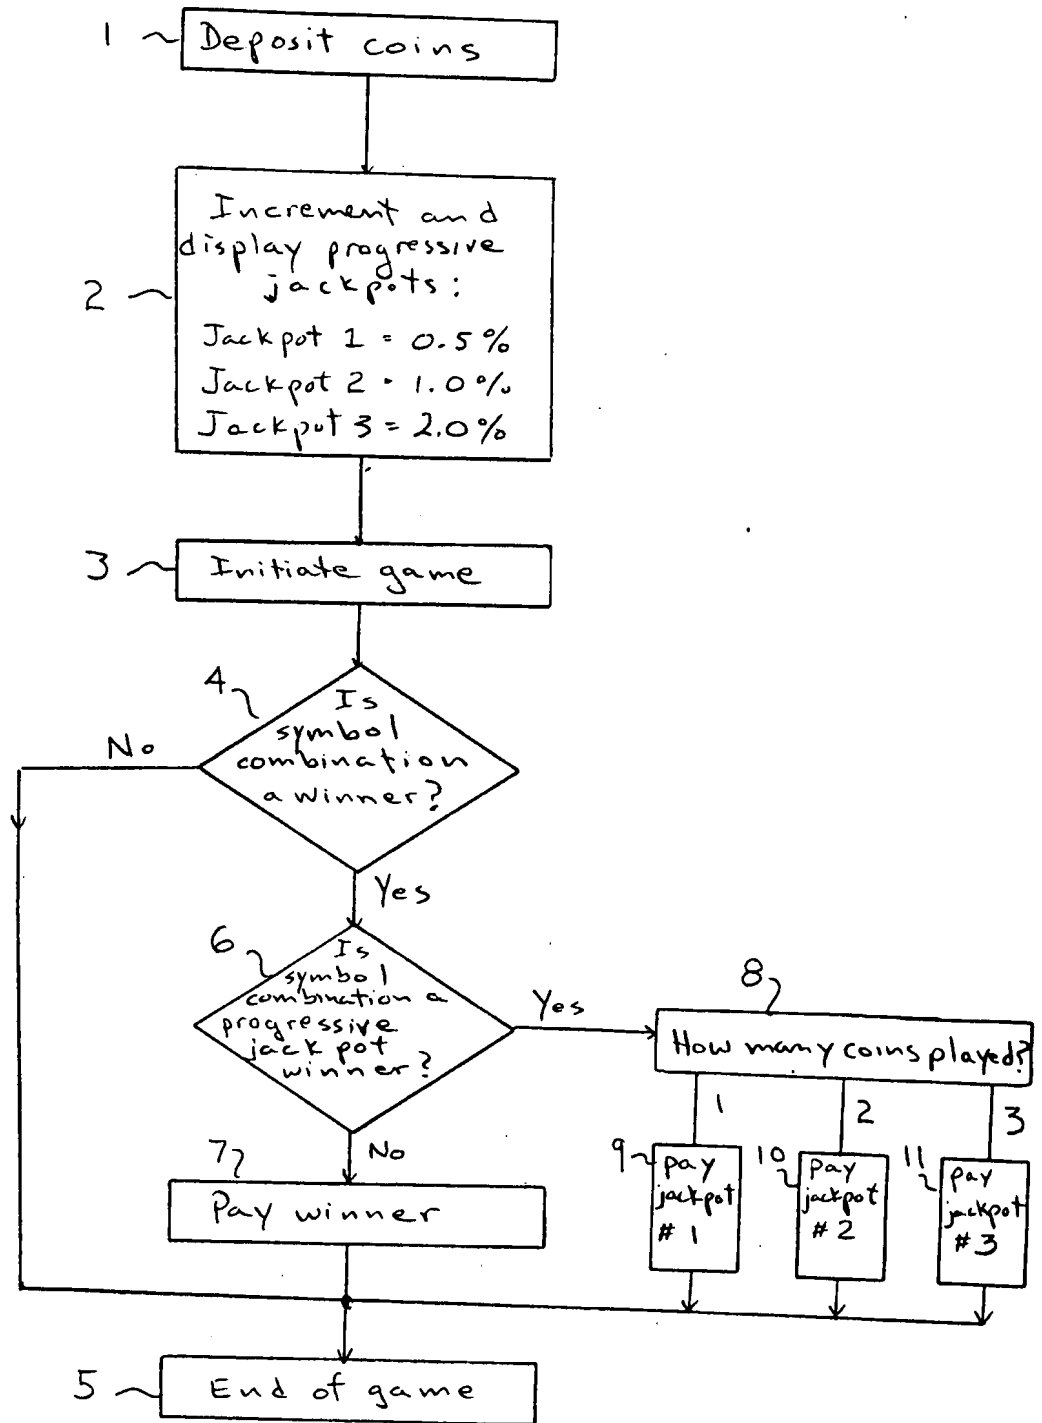 1
Deposit coins
2
Increment and
display progressive
jackpots:
Jackpot 1 = 0.5%
Jackpot 2 = 1.0%
Jackpot 3 = 2.0%
3
Initiate game
4
Is
symbol
combination
a winner?
No
Yes
6
Is
symbol
combination a
progressive
jackpot
winner?
Yes
8
How many coins played?
1
2
3
No
7
Pay winner
9
pay
jackpot
# 1
10
pay
jackpot
# 2
11
pay
jackpot
# 3
5
End of game